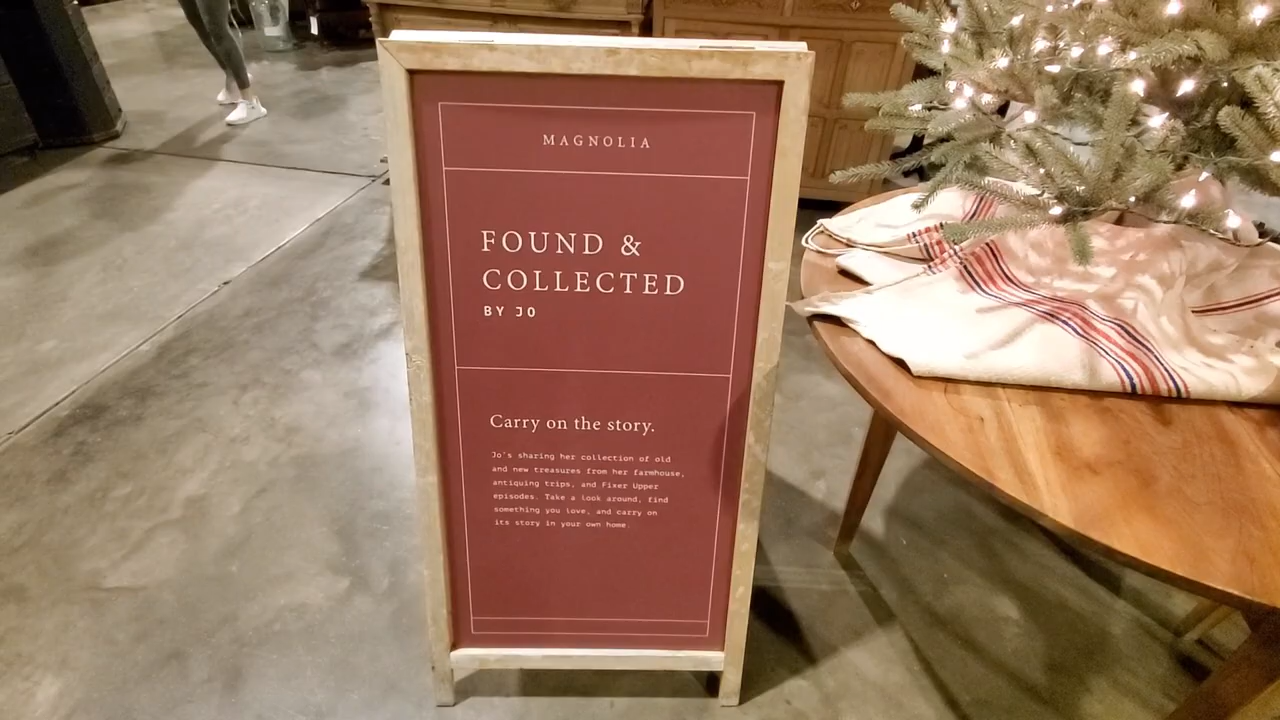 MAGNOLIA
FOUND &
COLLECTED
BY JO
Carry on the story.
Jo's sharing her collection of old
and new treasures from her farmhouse,
antiquing trips, and Fixer Upper
episodes. Take a look around, find
something you love, and carry on
its story in your own home.